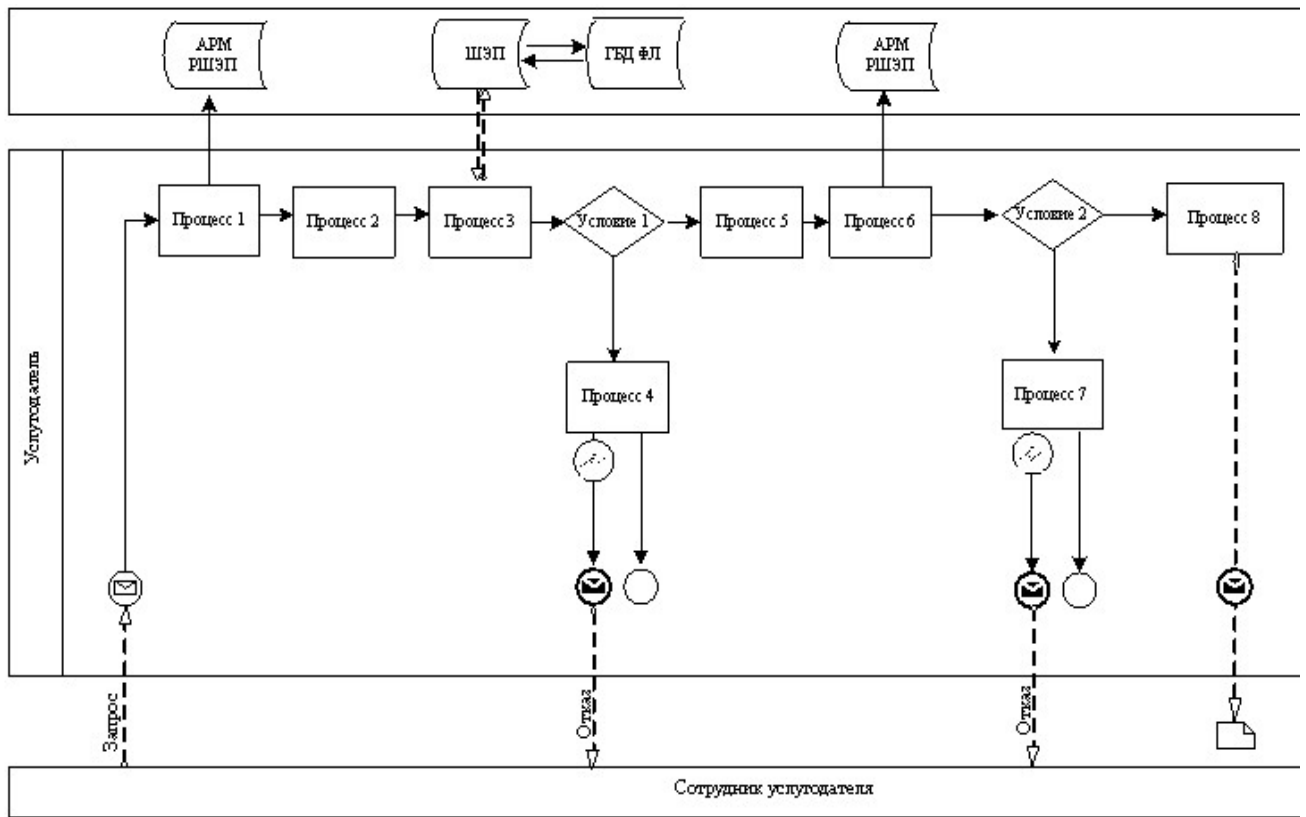 АРМ
РШЭП
ШЭП
ГБД ФЛ
АРМ
РШЭП
Процесс 1
Процесс 2
Процесс 3
Условие 1
Процесс 5
Процесс 6
Условие 2
Процесс 8
Процесс 4
Процесс 7
Услугодатель
Запрос
Отказ
Отказ
Сотрудник услугодателя